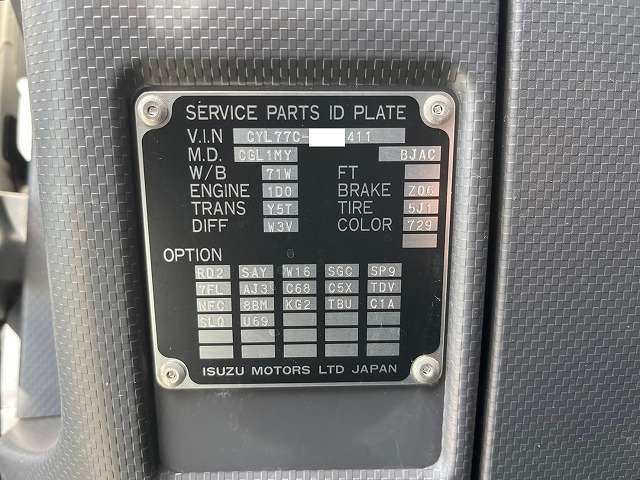 SERVICE PARTS ID PLATE
V.I.N CYL77C- 411
M.D. CGL1MY BJAC
W/B 71W FT
ENGINE 1D0 BRAKE Z06
TRANS Y5T TIRE 5J1
DIFF W3V COLOR 729
OPTION
RD2 SAY W16 SGC SP9
7FL AJ3 C68 C5X TDV
NFC 8BM KG2 TBU C1A
SLO U69
ISUZU MOTORS LTD JAPAN